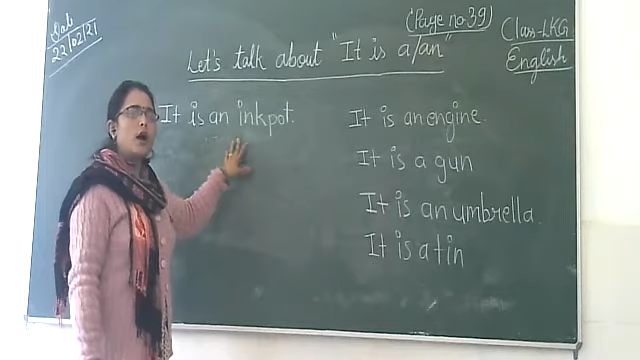 Dat
22/02/21
(Page no.39)
Class-LKG
English
Let's talk about "It is a/an"
It is an inkpot.
It is an engine.
It is a gun
It is an umbrella.
It is a tin